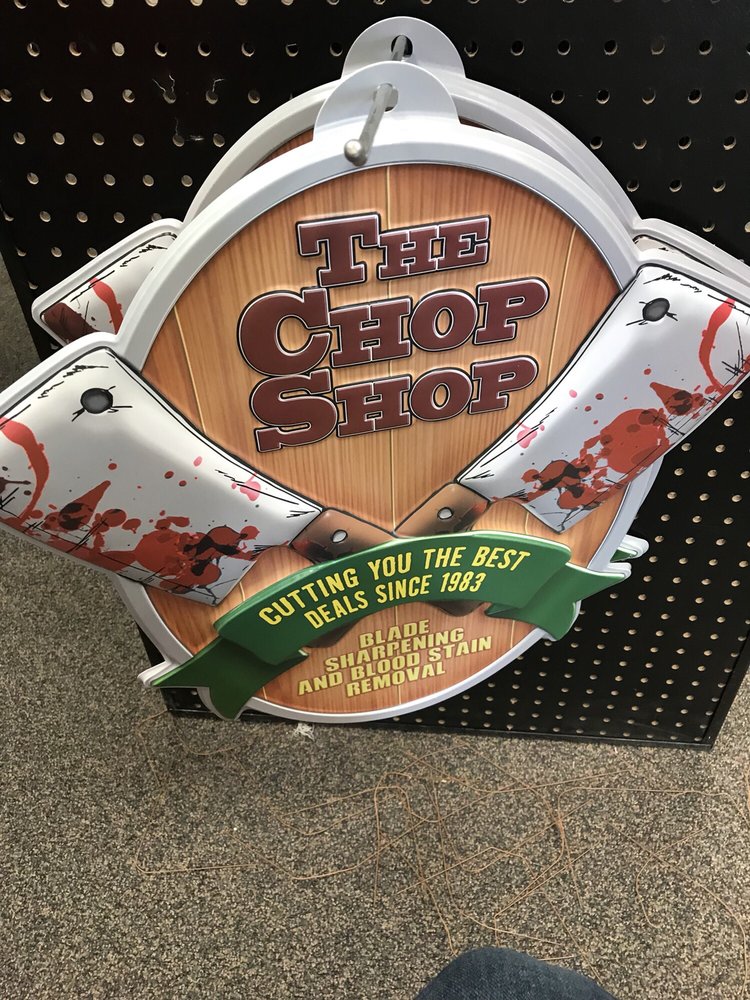 THE
CHOP
SHOP
CUTTING YOU THE BEST
DEALS SINCE 1983
BLADE
SHARPENING
AND BLOOD STAIN
REMOVAL